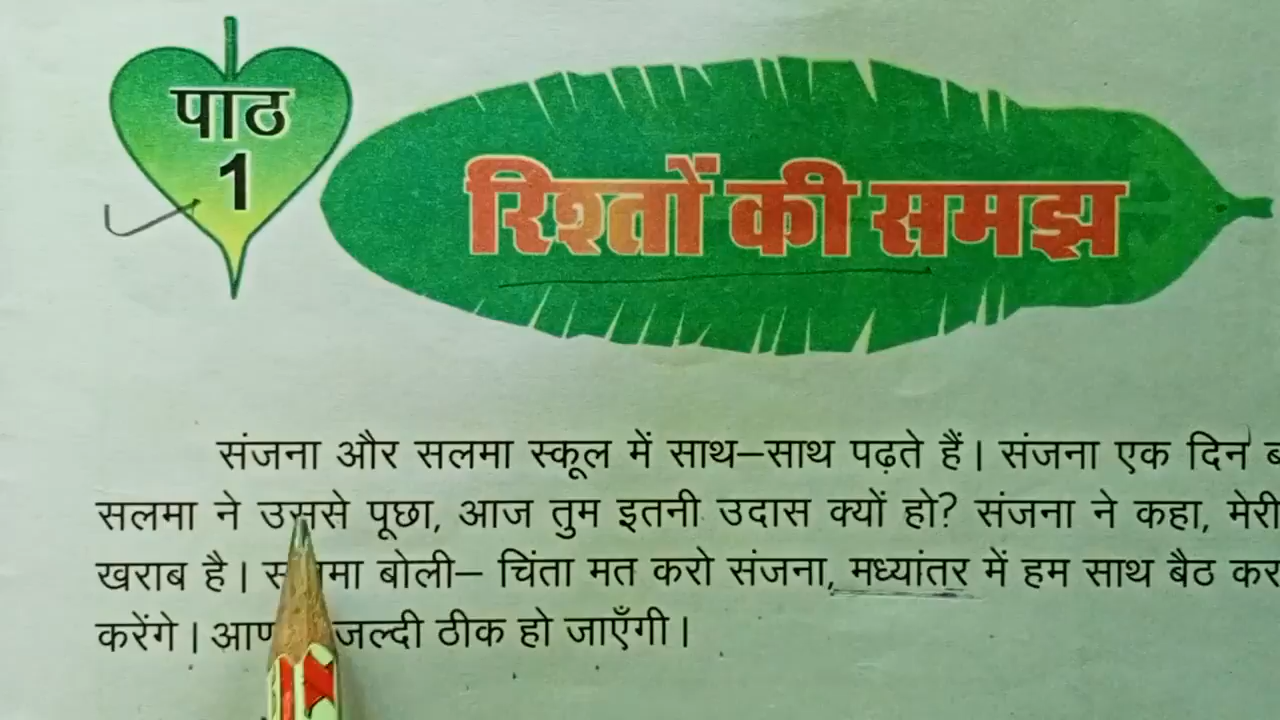 पाठ
1
रिश्तों की समझ
संजना और सलमा स्कूल में साथ–साथ पढ़ते हैं। संजना एक दिन
सलमा ने उससे पूछा, आज तुम इतनी उदास क्यों हो? संजना ने कहा, मेरी
खराब है। बोली– चिंता मत करो संजना, मध्यांतर में हम साथ बैठ कर
करेंगे। जल्दी ठीक हो जाएँगी।